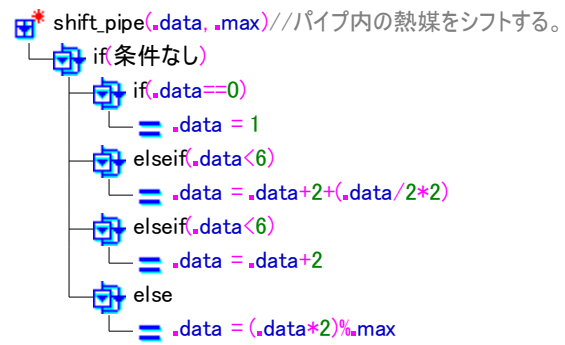 shift_pipe(.data, .max)//パイプ内の熱媒をシフトする。
if(条件なし)
if(.data==0)
.data = 1
elseif(.data<6)
.data = .data+2+(.data/2*2)
elseif(.data<6)
.data = .data+2
else
.data = (.data*2)%.max